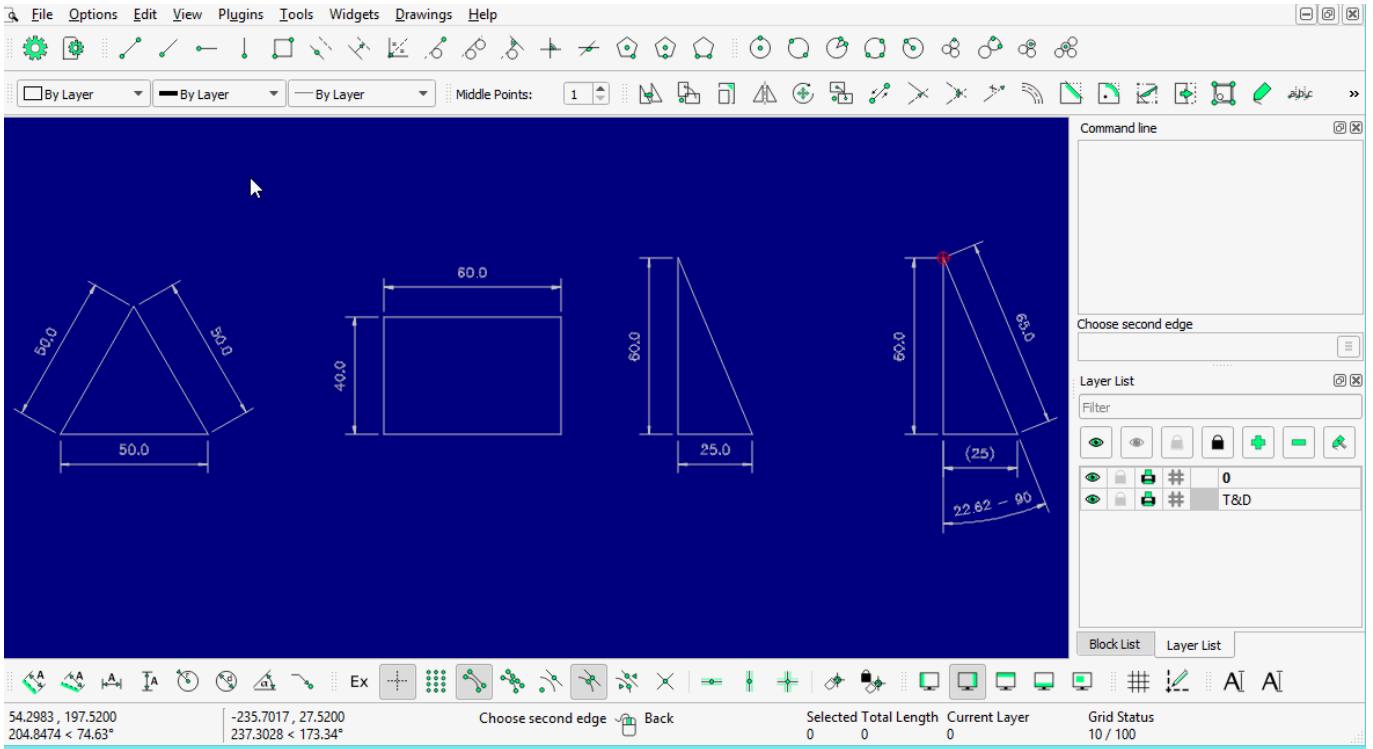 File Options Edit View Plugins Tools Widgets Drawings Help
By Layer By Layer By Layer Middle Points: 1 a|b|c »
Command line
60.0
50.0 50.0
40.0
60.0
60.0
65.0
Choose second edge
Layer List
Filter
50.0
25.0
(25)
22.62 – 90
0
T&D
Block List Layer List
A A A A Ex A A
54.2983 , 197.5200 -235.7017 , 27.5200 Choose second edge Back Selected Total Length Current Layer Grid Status
204.8474 < 74.63° 237.3028 < 173.34° 0 0 0 10 / 100